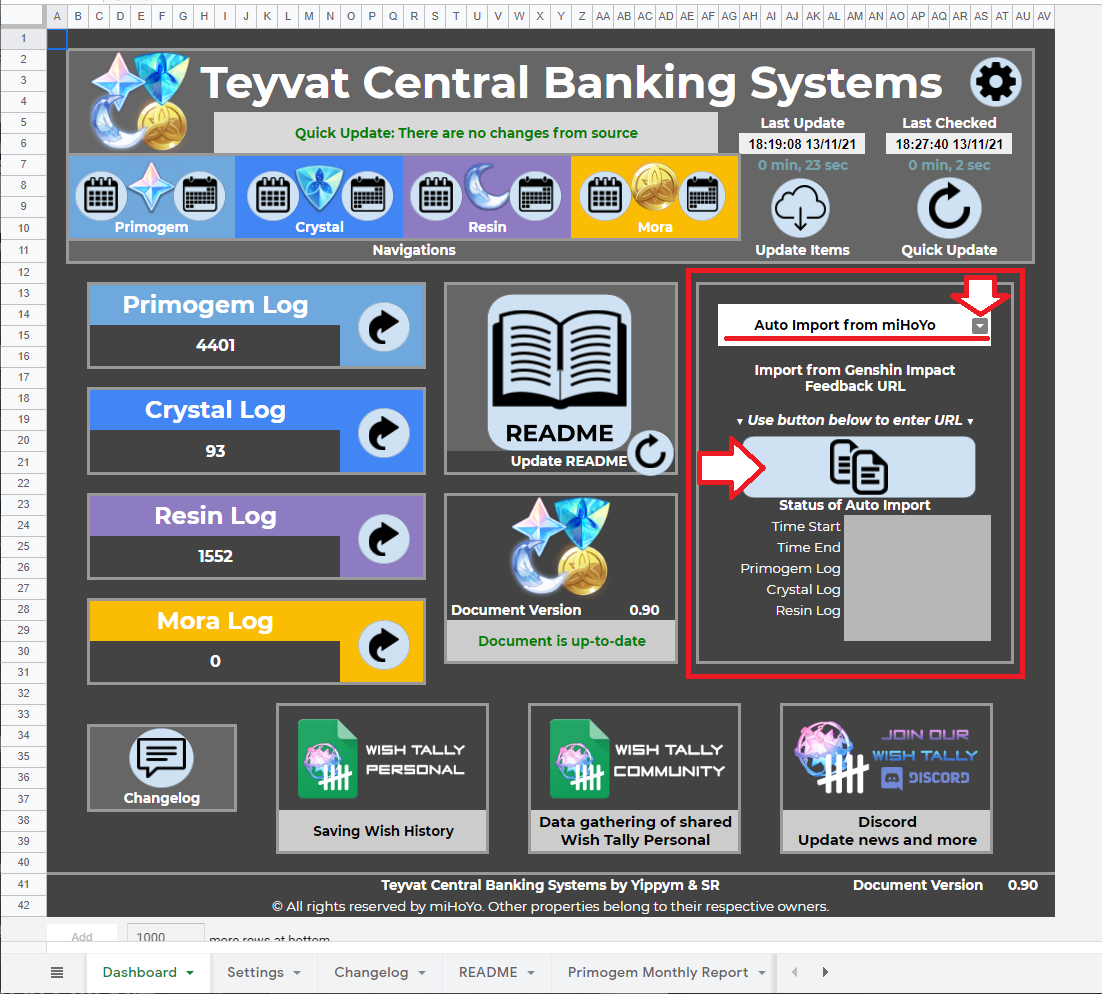 A B C D E F G H I J K L M N O P Q R S T U V W X Y Z AA AB AC AD AE AF AG AH AI AJ AK AL AM AN AO AP AQ AR AS AT AU AV
1
2
3
4
5
6
7
8
9
10
11
12
13
14
15
16
17
18
19
20
21
22
23
24
25
26
27
28
29
30
31
32
33
34
35
36
37
38
39
40
41
42
Teyvat Central Banking Systems
Quick Update: There are no changes from source
Last Update
18:19:08 13/11/21
0 min, 23 sec
Update Items
Last Checked
18:27:40 13/11/21
0 min, 2 sec
Quick Update
Primogem
Crystal
Resin
Mora
Navigations
Primogem Log
4401
Crystal Log
93
Resin Log
1552
Mora Log
0
README
Update README
Document Version 0.90
Document is up-to-date
Auto Import from miHoYo
Import from Genshin Impact
Feedback URL
▼ Use button below to enter URL ▼
Status of Auto Import
Time Start
Time End
Primogem Log
Crystal Log
Resin Log
Changelog
WISH TALLY
PERSONAL
Saving Wish History
WISH TALLY
COMMUNITY
Data gathering of shared
Wish Tally Personal
JOIN OUR
WISH TALLY
DISCORD
Discord
Update news and more
Teyvat Central Banking Systems by Yippym & SR
Document Version 0.90
© All rights reserved by miHoYo. Other properties belong to their respective owners.
Add 1000 more rows at bottom
Dashboard
Settings
Changelog
README
Primogem Monthly Report